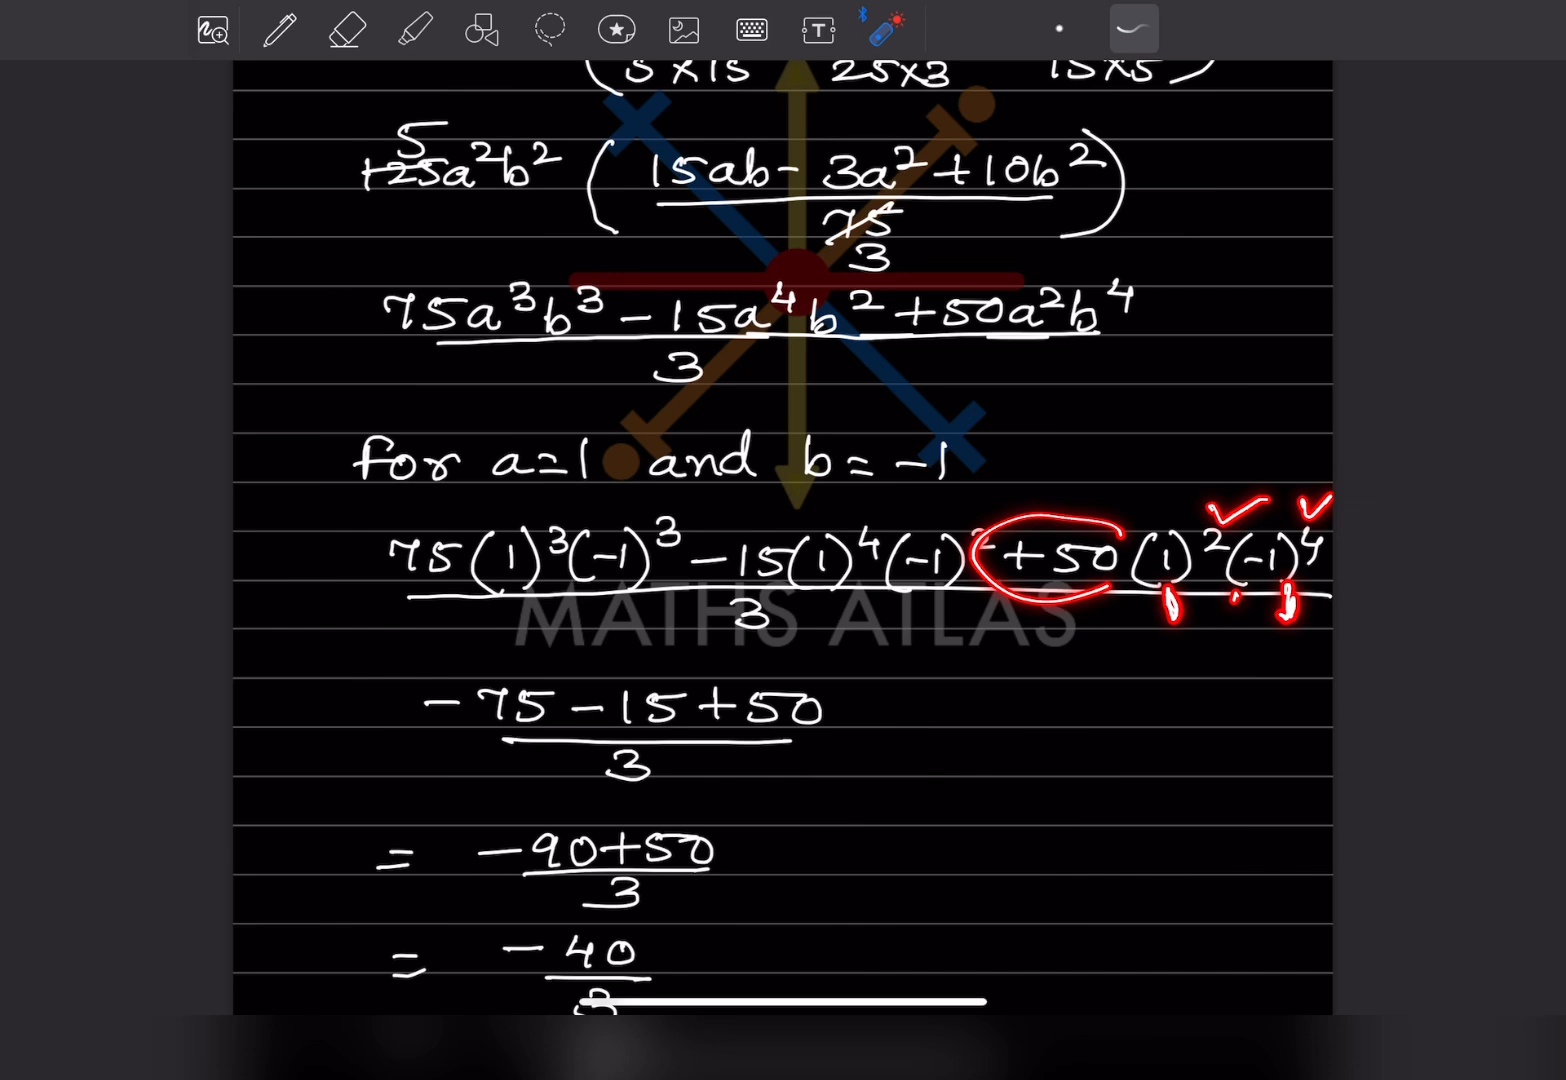 (5×15 25×3 15×5)
5
+25a²b² (15ab - 3a² + 10b²)
75
3
75a³b³ - 15a⁴b² + 50a²b⁴
3
for a=1 and b= -1
75(1)³(-1)³ - 15(1)⁴(-1)² + 50(1)²(-1)⁴
3
MATHS ATLAS
- 75 - 15 + 50
3
= - 90 + 50
3
= - 40
3